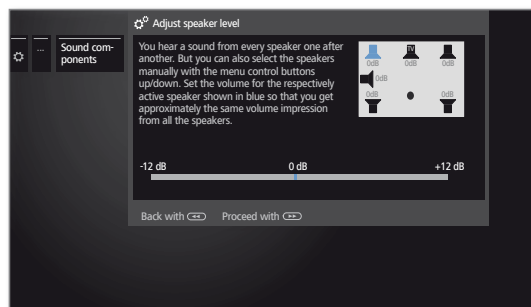 Adjust speaker level
...
Sound com-
ponents
You hear a sound from every speaker one after
another. But you can also select the speakers
manually with the menu control buttons
up/down. Set the volume for the respectively
active speaker shown in blue so that you get
approximately the same volume impression
from all the speakers.
TV
0dB 0dB 0dB
0dB
0dB 0dB
-12 dB 0 dB +12 dB
Back with Proceed with